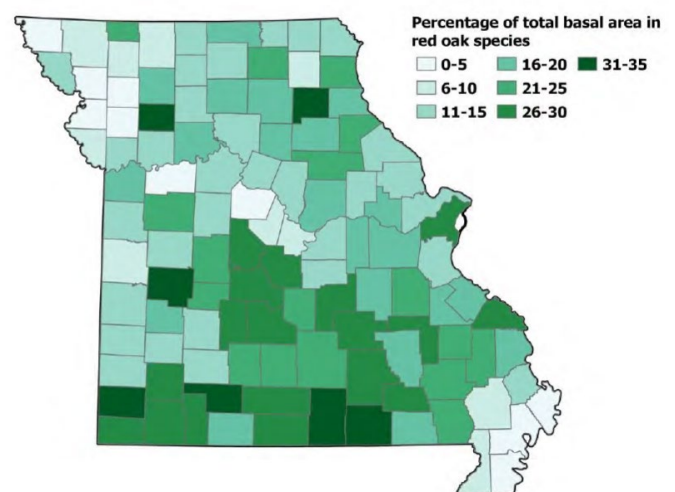 Percentage of total basal area in
red oak species
0-5 16-20 31-35
6-10 21-25
11-15 26-30